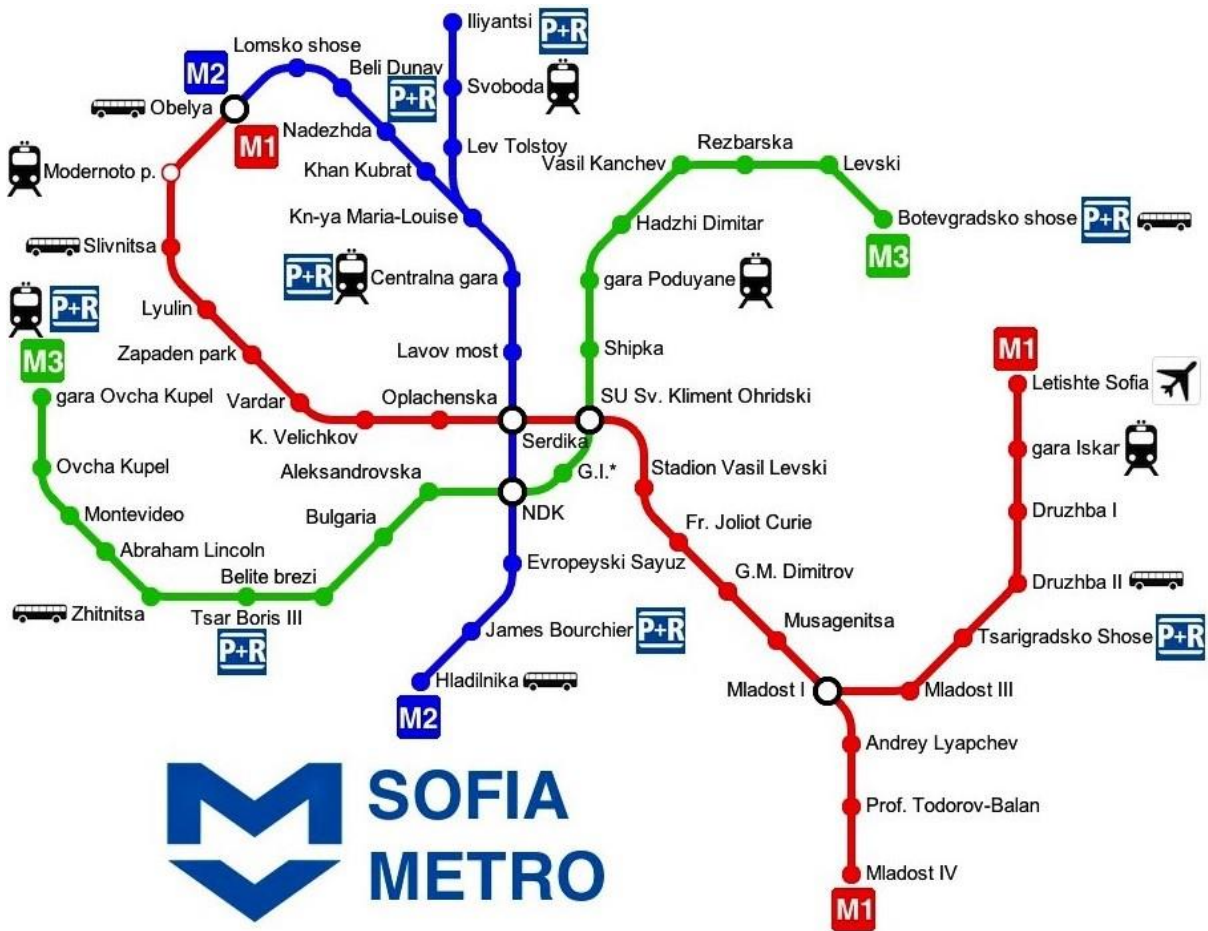 Iliyantsi
P+R
Lomsko shose
M2
Beli Dunav
P+R
Svoboda
Obelya
M1
Nadezhda
Lev Tolstoy
Rezbarska
Vasil Kanchev
Levski
Modernoto p.
Khan Kubrat
Kn-ya Maria-Louise
Hadzhi Dimitar
Botevgradsko shose
P+R
M3
Slivnitsa
P+R
Centralna gara
gara Poduyane
P+R
Lyulin
M3
Zapaden park
Lavov most
Shipka
M1
Letishte Sofia
gara Ovcha Kupel
Vardar
Oplachenska
SU Sv. Kliment Ohridski
K. Velichkov
Serdika
gara Iskar
Ovcha Kupel
Aleksandrovska
G.I.*
Stadion Vasil Levski
Montevideo
Bulgaria
NDK
Fr. Joliot Curie
Druzhba I
Abraham Lincoln
Evropeyski Sayuz
G.M. Dimitrov
Belite brezi
Druzhba II
Zhitnitsa
Tsar Boris III
P+R
James Bourchier
P+R
Musagenitsa
Tsarigradsko Shose
P+R
Hladilnika
M2
Mladost I
Mladost III
Andrey Lyapchev
Prof. Todorov-Balan
Mladost IV
M1
SOFIA
METRO